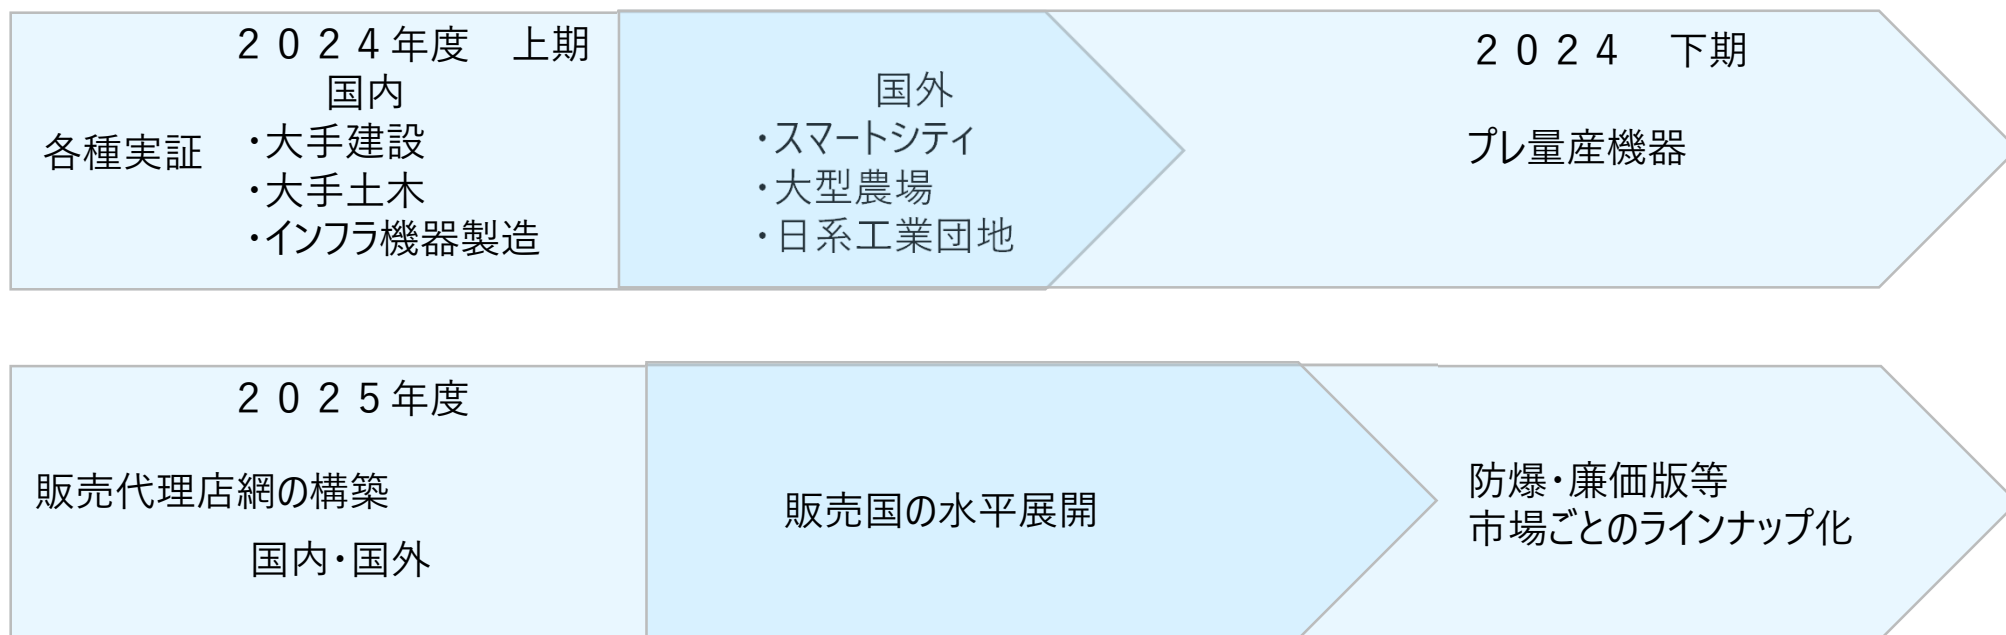 ２０２４年度　上期
国内
各種実証
・大手建設
・大手土木
・インフラ機器製造
国外
・スマートシティ
・大型農場
・日系工業団地
２０２４　下期
プレ量産機器
２０２５年度
販売代理店網の構築
国内・国外
販売国の水平展開
防爆・廉価版等
市場ごとのラインナップ化